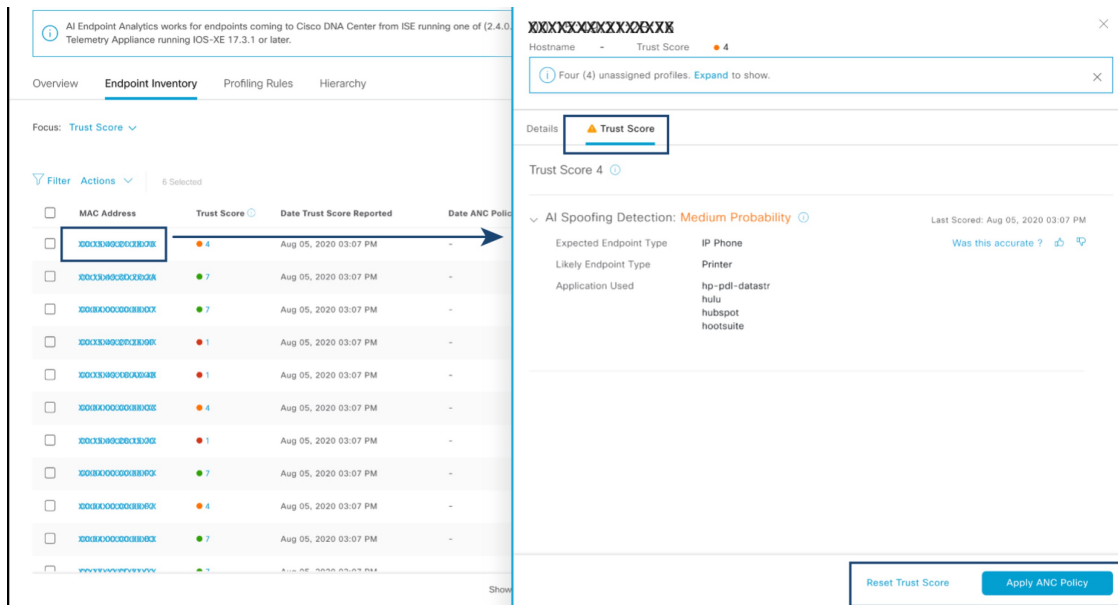 AI Endpoint Analytics works for endpoints coming to Cisco DNA Center from ISE running one of (2.4.0.
Telemetry Appliance running IOS-XE 17.3.1 or later.
Overview Endpoint Inventory Profiling Rules Hierarchy
Focus: Trust Score
Filter Actions 6 Selected
MAC Address Trust Score Date Trust Score Reported Date ANC Polic
4 Aug 05, 2020 03:07 PM -
7 Aug 05, 2020 03:07 PM -
7 Aug 05, 2020 03:07 PM -
1 Aug 05, 2020 03:07 PM -
1 Aug 05, 2020 03:07 PM -
4 Aug 05, 2020 03:07 PM -
1 Aug 05, 2020 03:07 PM -
7 Aug 05, 2020 03:07 PM -
4 Aug 05, 2020 03:07 PM -
7 Aug 05, 2020 03:07 PM -
7 Aug 05, 2020 03:07 PM
Show
Hostname - Trust Score 4
Four (4) unassigned profiles. Expand to show.
Details Trust Score
Trust Score 4
AI Spoofing Detection: Medium Probability Last Scored: Aug 05, 2020 03:07 PM
Expected Endpoint Type IP Phone Was this accurate ?
Likely Endpoint Type Printer
Application Used hp-pdl-datastr
hulu
hubspot
hootsuite
Reset Trust Score Apply ANC Policy